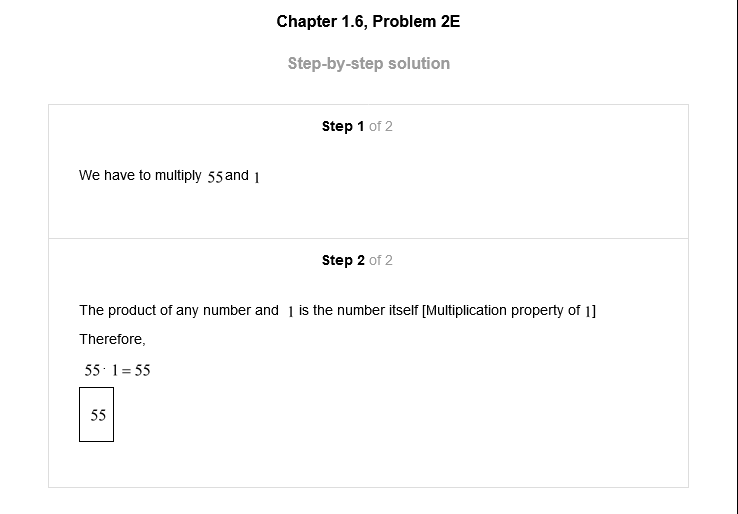 Chapter 1.6, Problem 2E
Step-by-step solution
Step 1 of 2
We have to multiply 55 and 1
Step 2 of 2
The product of any number and 1 is the number itself [Multiplication property of 1]
Therefore,
55 · 1 = 55
55